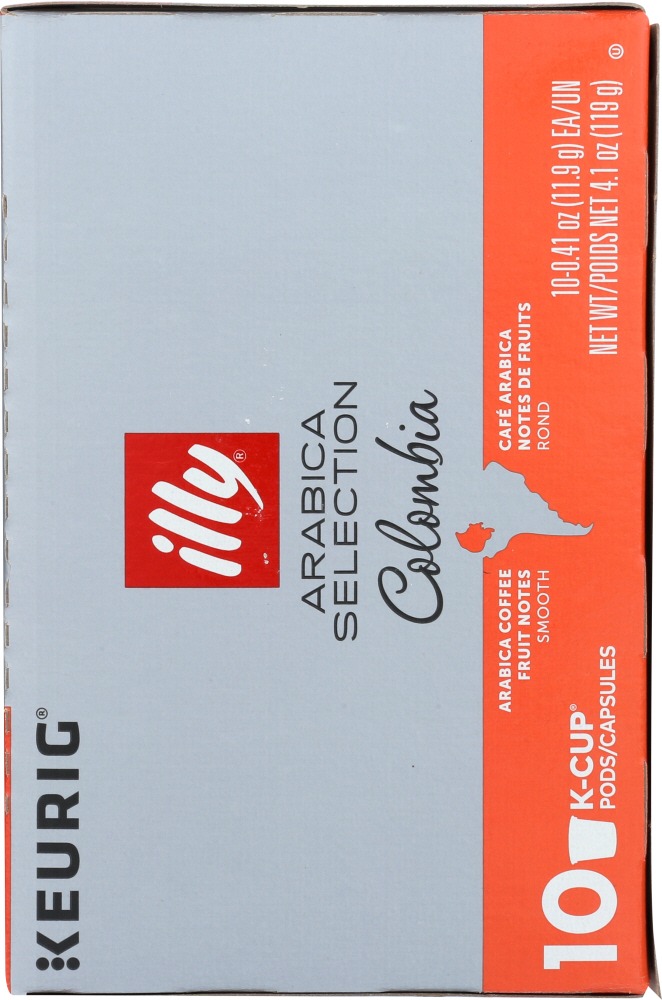 KEURIG®
illy®
ARABICA
SELECTION
Colombia
ARABICA COFFEE
FRUIT NOTES
SMOOTH
CAFÉ ARABICA
NOTES DE FRUITS
ROND
10 K-CUP®
PODS/CAPSULES
10-0.41 oz (11.9 g) EA/UN
NET WT/POIDS NET 4.1 oz (119 g)
U